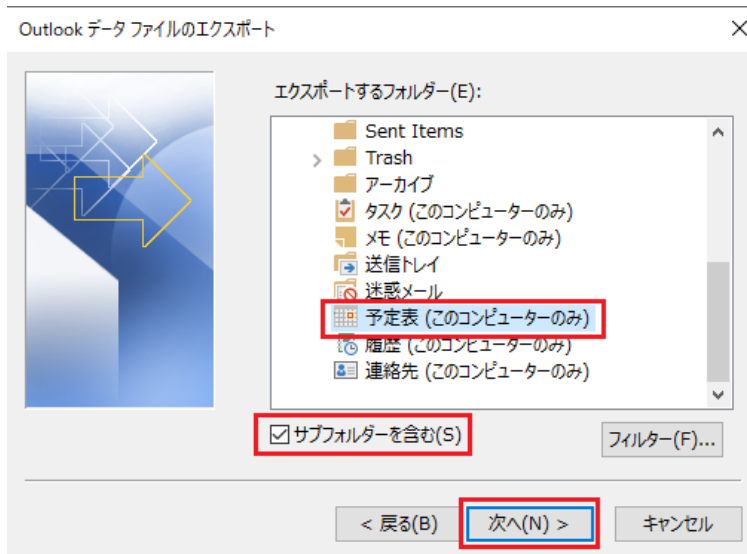 Outlook データ ファイルのエクスポート
エクスポートするフォルダー(E):
Sent Items
Trash
アーカイブ
タスク (このコンピューターのみ)
メモ (このコンピューターのみ)
送信トレイ
迷惑メール
予定表 (このコンピューターのみ)
履歴 (このコンピューターのみ)
連絡先 (このコンピューターのみ)
サブフォルダーを含む(S)
フィルター(F)...
< 戻る(B)
次へ(N) >
キャンセル